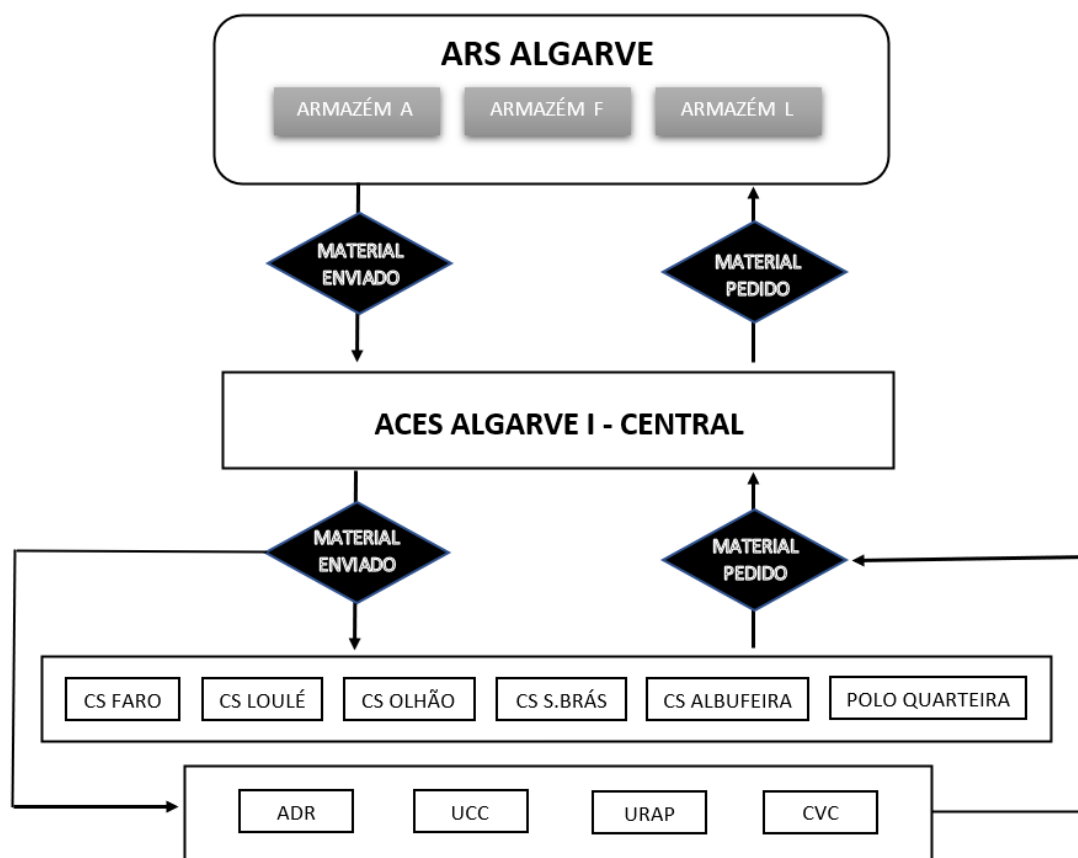 ARS ALGARVE
ARMAZÉM A
ARMAZÉM F
ARMAZÉM L
MATERIAL
ENVIADO
MATERIAL
PEDIDO
ACES ALGARVE I - CENTRAL
MATERIAL
ENVIADO
MATERIAL
PEDIDO
CS FARO
CS LOULÉ
CS OLHÃO
CS S.BRÁS
CS ALBUFEIRA
POLO QUARTEIRA
ADR
UCC
URAP
CVC